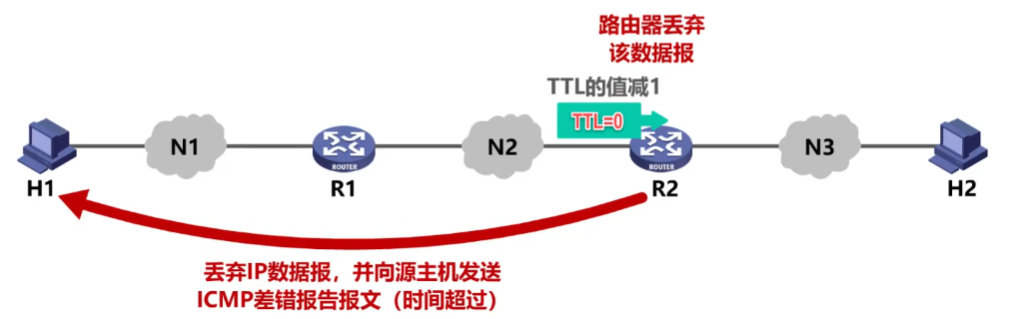 路由器丢弃
该数据报
TTL的值减1
TTL=0
N1
N2
N3
ROUTER
ROUTER
H1
R1
R2
H2
丢弃IP数据报，并向源主机发送
ICMP差错报告报文（时间超过）